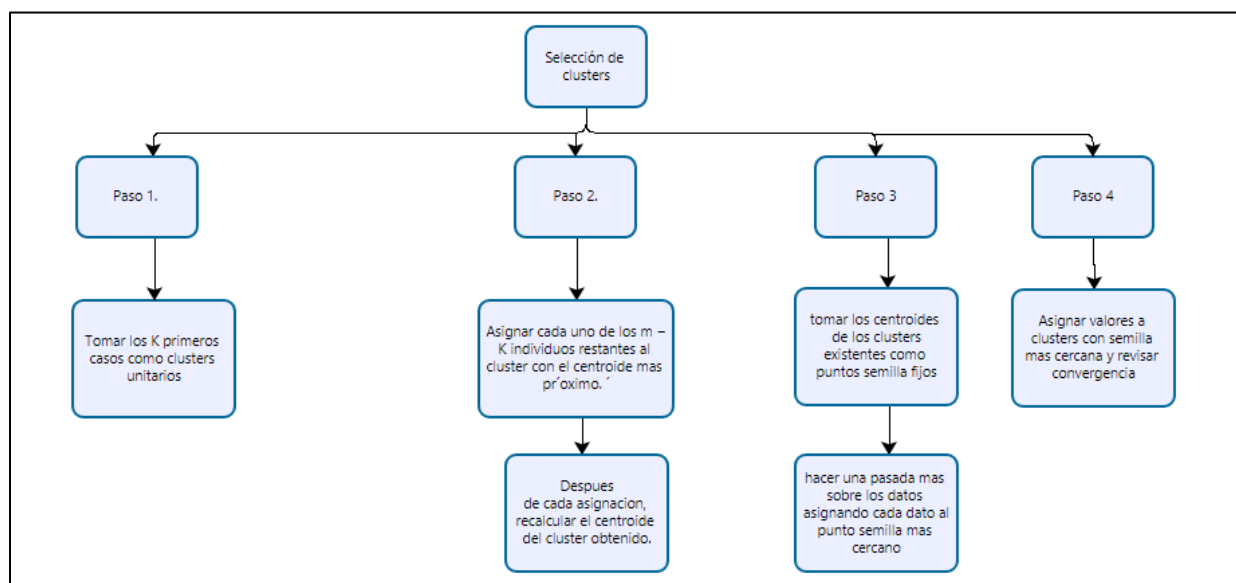 Selección de
clusters
Paso 1.
Paso 2.
Paso 3
Paso 4
Tomar los K primeros
casos como clusters
unitarios
Asignar cada uno de los m –
K individuos restantes al
cluster con el centroide mas
pr´oximo. ´
tomar los centroides
de los clusters
existentes como
puntos semilla fijos
Asignar valores a
clusters con semilla
mas cercana y revisar
convergencia
Despues
de cada asignacion,
recalcular el centroide
del cluster obtenido.
hacer una pasada mas
sobre los datos
asignando cada dato al
punto semilla mas
cercano